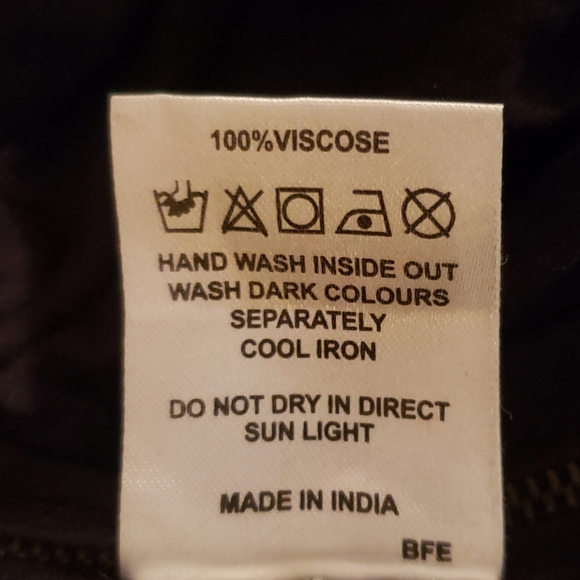 100%VISCOSE
HAND WASH INSIDE OUT
WASH DARK COLOURS
SEPARATELY
COOL IRON
DO NOT DRY IN DIRECT
SUN LIGHT
MADE IN INDIA
BFE